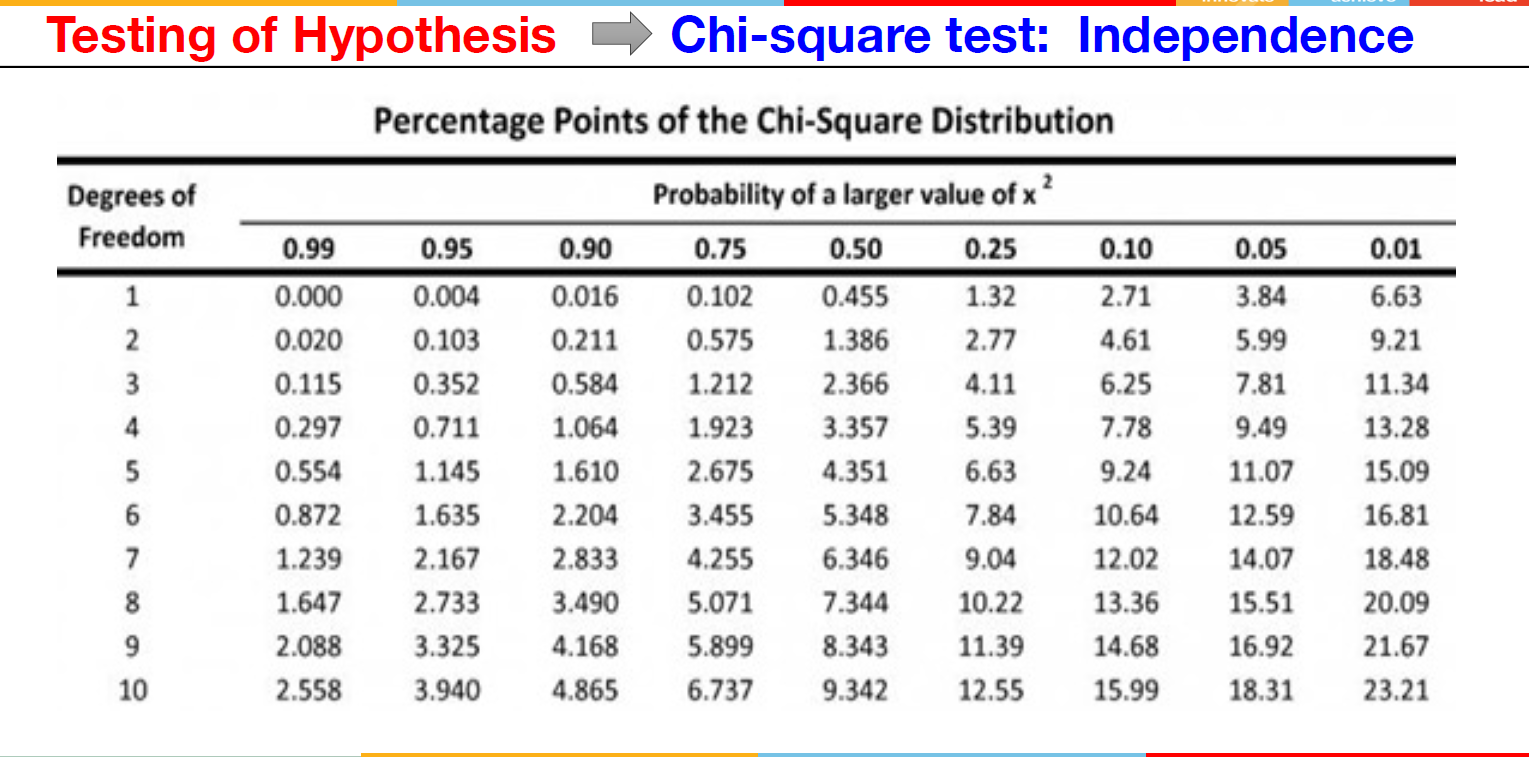 Testing of Hypothesis Chi-square test: Independence
Percentage Points of the Chi-Square Distribution
Degrees of Freedom
Probability of a larger value of x 2
0.99 0.95 0.90 0.75 0.50 0.25 0.10 0.05 0.01
1 0.000 0.004 0.016 0.102 0.455 1.32 2.71 3.84 6.63
2 0.020 0.103 0.211 0.575 1.386 2.77 4.61 5.99 9.21
3 0.115 0.352 0.584 1.212 2.366 4.11 6.25 7.81 11.34
4 0.297 0.711 1.064 1.923 3.357 5.39 7.78 9.49 13.28
5 0.554 1.145 1.610 2.675 4.351 6.63 9.24 11.07 15.09
6 0.872 1.635 2.204 3.455 5.348 7.84 10.64 12.59 16.81
7 1.239 2.167 2.833 4.255 6.346 9.04 12.02 14.07 18.48
8 1.647 2.733 3.490 5.071 7.344 10.22 13.36 15.51 20.09
9 2.088 3.325 4.168 5.899 8.343 11.39 14.68 16.92 21.67
10 2.558 3.940 4.865 6.737 9.342 12.55 15.99 18.31 23.21